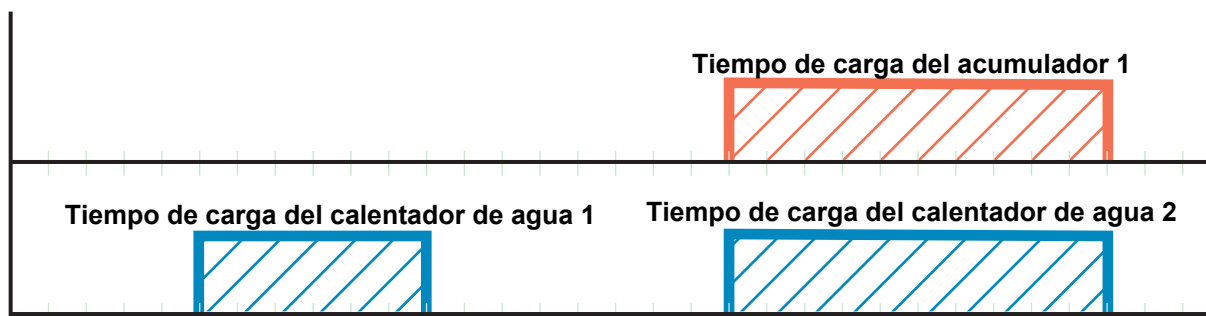 Tiempo de carga del acumulador 1
Tiempo de carga del calentador de agua 1
Tiempo de carga del calentador de agua 2